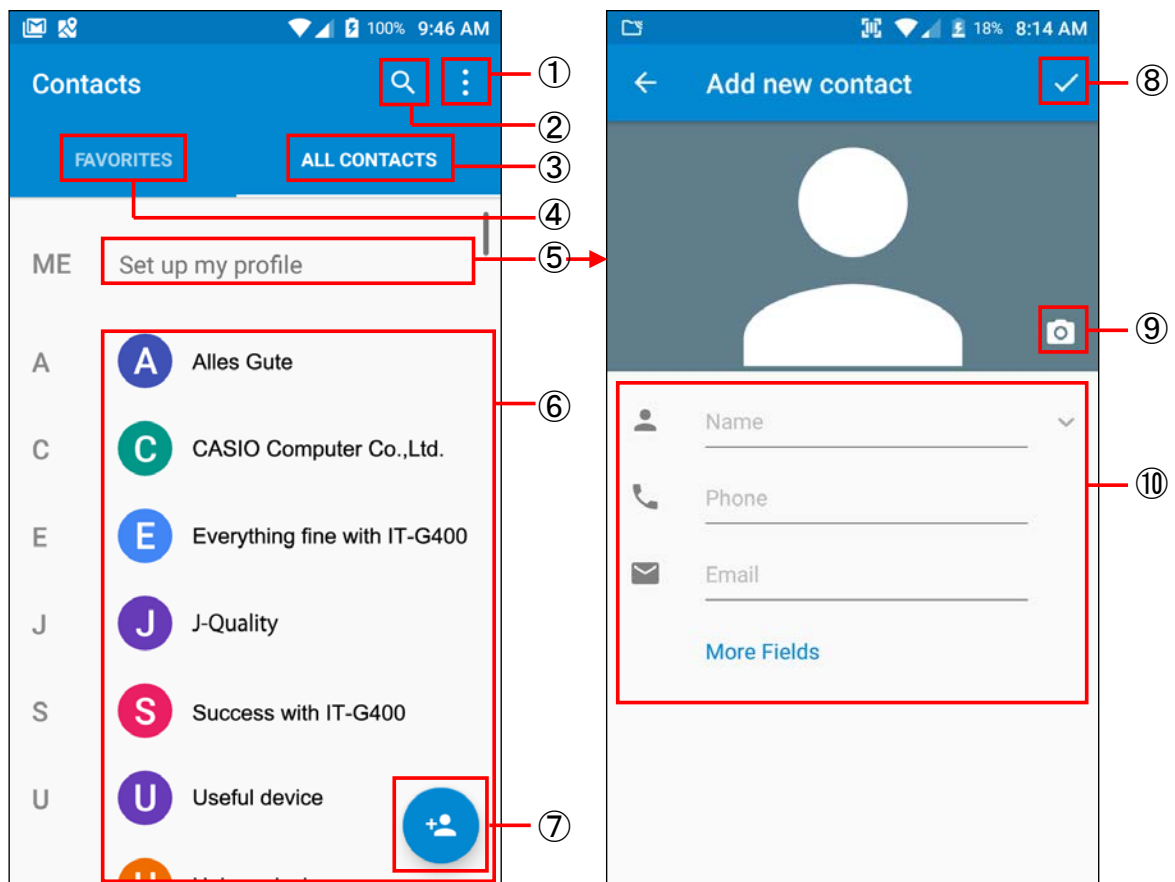 100% 9:46 AM
Contacts
①
②
FAVORITES
ALL CONTACTS
③
④
ME
Set up my profile
⑤
A
A
Alles Gute
⑥
C
C
CASIO Computer Co.,Ltd.
E
E
Everything fine with IT-G400
J
J
J-Quality
S
S
Success with IT-G400
U
U
Useful device
⑦
18% 8:14 AM
Add new contact
⑧
⑨
Name
Phone
⑩
Email
More Fields